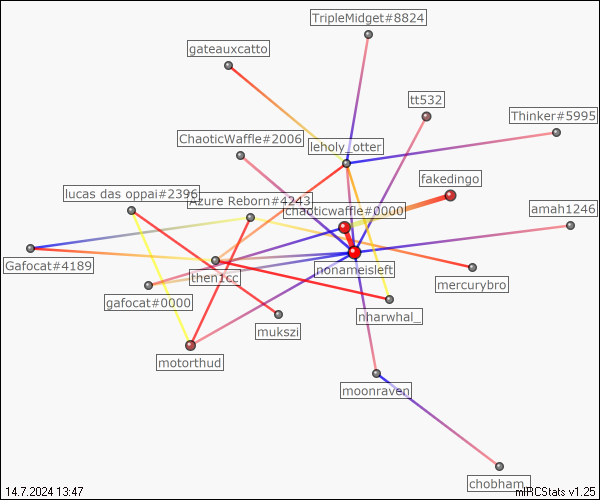 TripleMidget#8824
gateauxcatto
tt532
Thinker#5995
ChaoticWaffle#2006
leholy_otter
fakedingo
lucas das oppai#2396
Azure Reborn#4243
chaoticwaffle#0000
amah1246
Gafocat#4189
nonameisleft
then1cc
mercurybro
gafocat#0000
nharwhal_
mukszi
motorthud
moonraven
chobham_
14.7.2024 13:47
mIRCStats v1.25